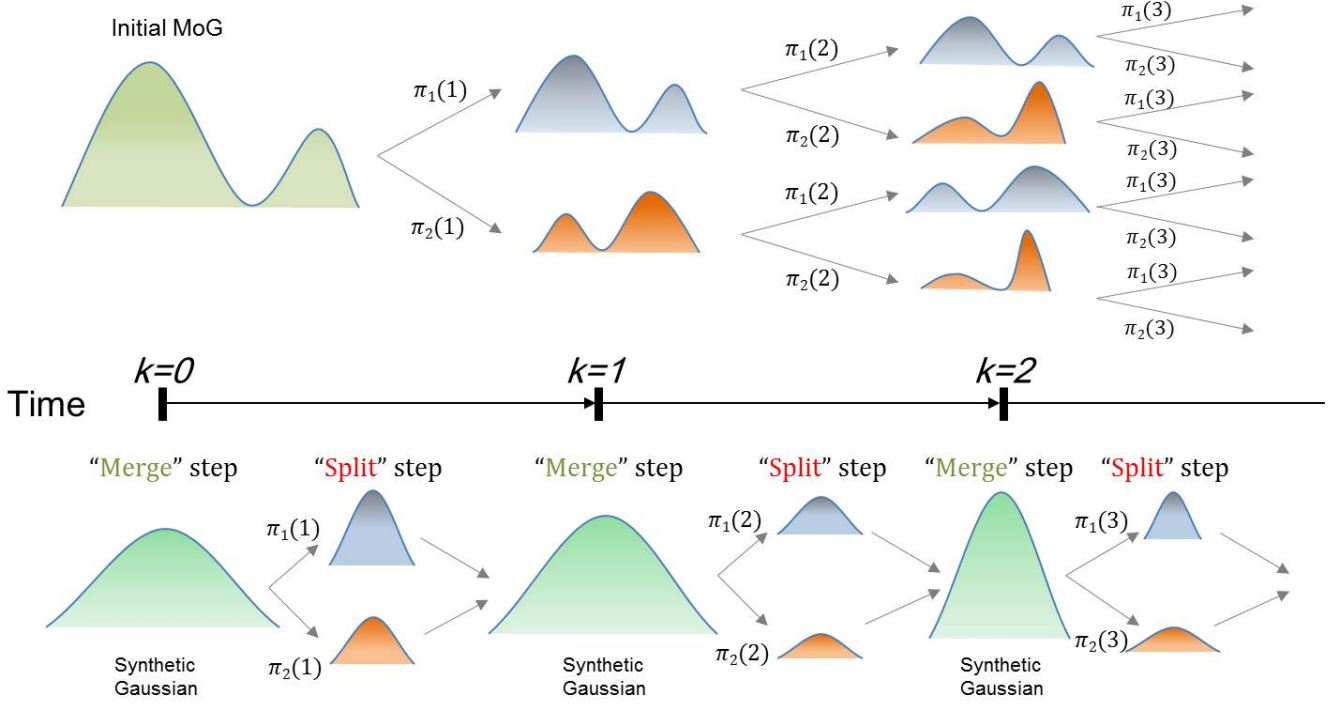 Initial MoG
π₁(1)
π₂(1)
π₁(2)
π₂(2)
π₁(2)
π₂(2)
π₁(3)
π₂(3)
π₁(3)
π₂(3)
π₁(3)
π₂(3)
π₁(3)
π₂(3)
k=0 k=1 k=2
Time
“Merge” step “Split” step “Merge” step “Split” step “Merge” step “Split” step
π₁(1) π₁(2) π₁(3)
π₂(1) π₂(2) π₂(3)
Synthetic
Gaussian
Synthetic
Gaussian
Synthetic
Gaussian